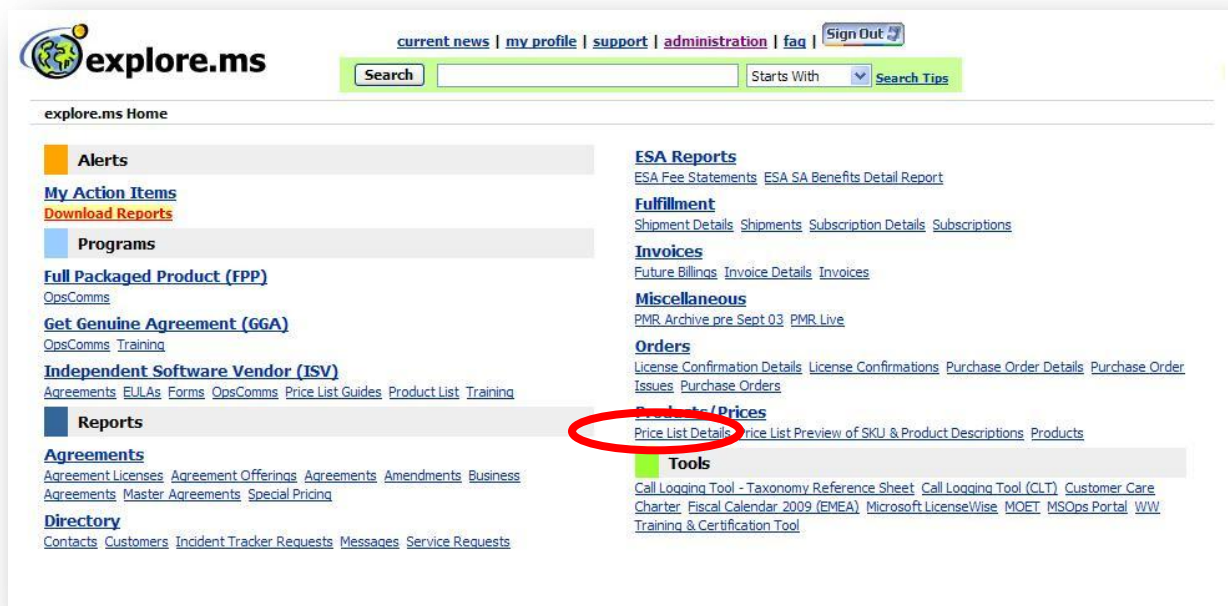 explore.ms
current news | my profile | support | administration | faq | Sign Out
Search Starts With Search Tips
explore.ms Home
Alerts
My Action Items
Download Reports
Programs
Full Packaged Product (FPP)
OpsComms
Get Genuine Agreement (GGA)
OpsComms Training
Independent Software Vendor (ISV)
Agreements EULAs Forms OpsComms Price List Guides Product List Training
Reports
Agreements
Agreement Licenses Agreement Offerings Agreements Amendments Business
Agreements Master Agreements Special Pricing
Directory
Contacts Customers Incident Tracker Requests Messages Service Requests
ESA Reports
ESA Fee Statements ESA SA Benefits Detail Report
Fulfillment
Shipment Details Shipments Subscription Details Subscriptions
Invoices
Future Billings Invoice Details Invoices
Miscellaneous
PMR Archive pre Sept 03 PMR Live
Orders
License Confirmation Details License Confirmations Purchase Order Details Purchase Order
Issues Purchase Orders
Products/Prices
Price List Details Price List Preview of SKU & Product Descriptions Products
Tools
Call Logging Tool - Taxonomy Reference Sheet Call Logging Tool (CLT) Customer Care
Charter Fiscal Calendar 2009 (EMEA) Microsoft LicenseWise MOET MSOps Portal WW
Training & Certification Tool